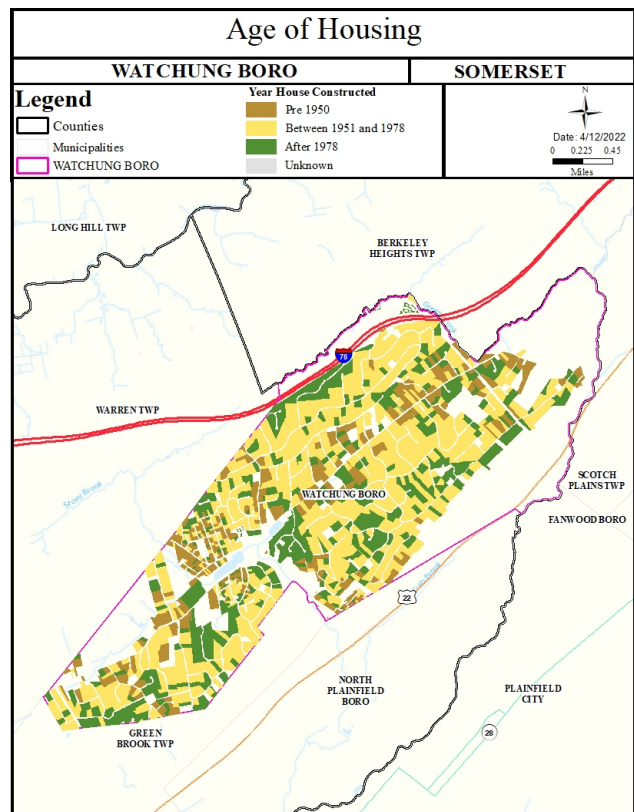 Age of Housing
WATCHUNG BORO
SOMERSET
Legend
Counties
Municipalities
WATCHUNG BORO
Year House Constructed
Pre 1950
Between 1951 and 1978
After 1978
Unknown
N
Date: 4/12/2022
0 0.225 0.45
Miles
LONG HILL TWP
BERKELEY
HEIGHTS TWP
78
WARREN TWP
Stony Brook
WATCHUNG BORO
SCOTCH
PLAINS TWP
FANWOOD BORO
22
NORTH
PLAINFIELD
BORO
PLAINFIELD
CITY
GREEN
BROOK TWP
28